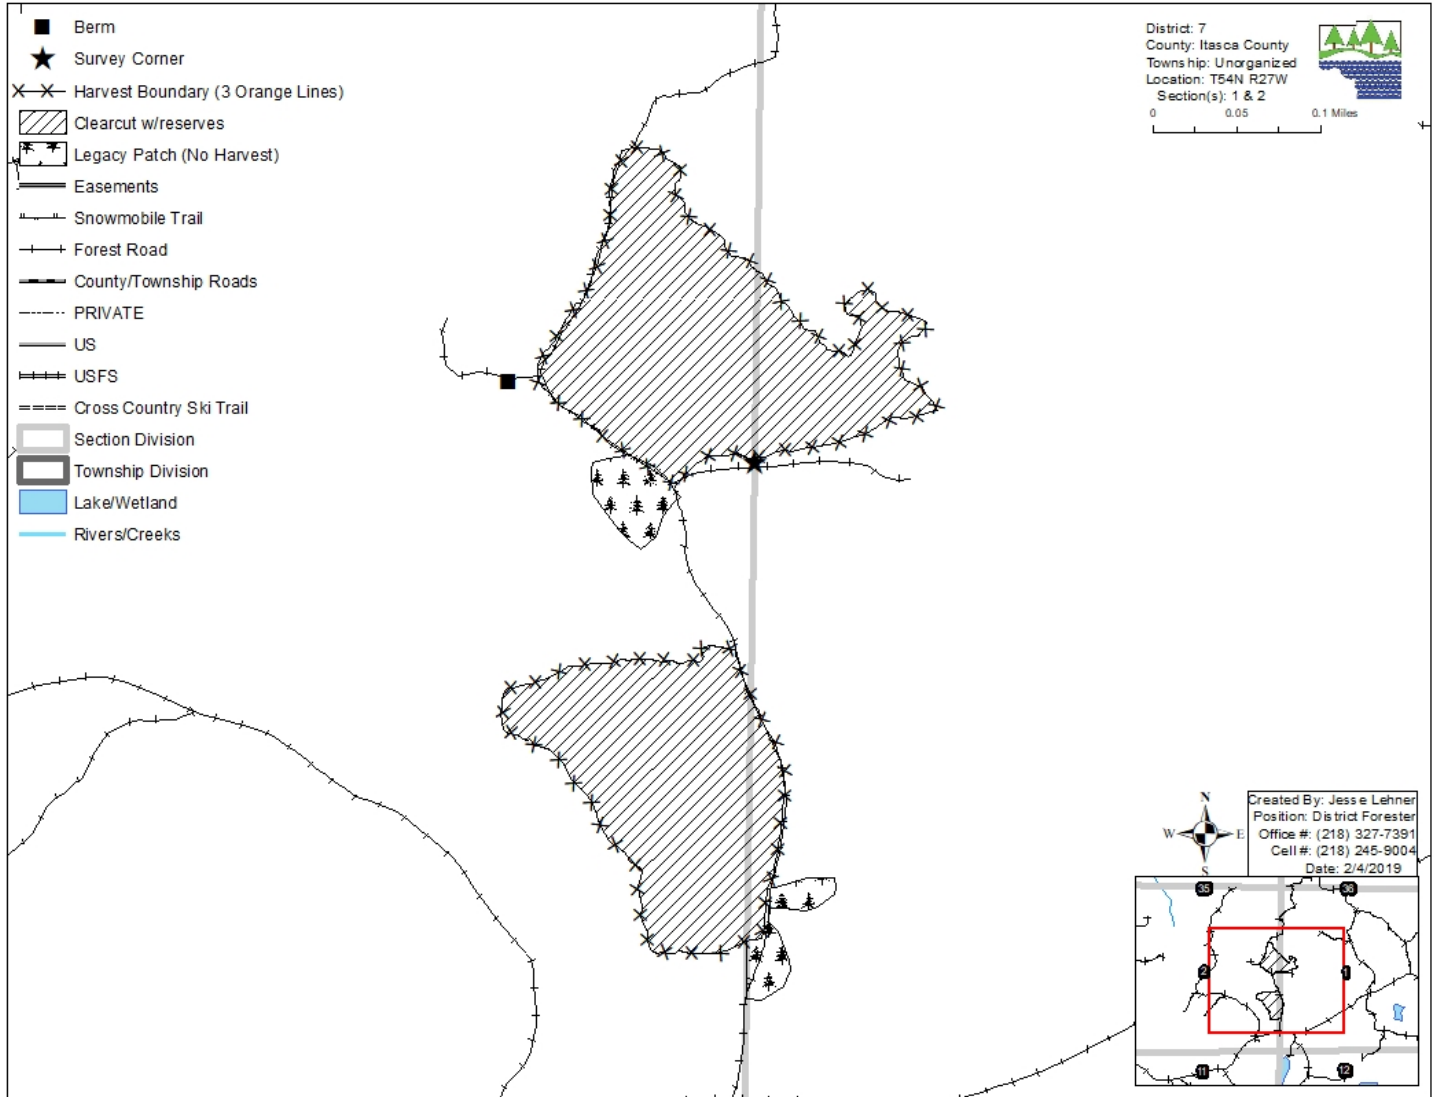 Berm
Survey Corner
Harvest Boundary (3 Orange Lines)
Clearcut w/reserves
Legacy Patch (No Harvest)
Easements
Snowmobile Trail
Forest Road
County/Township Roads
PRIVATE
US
USFS
Cross Country Ski Trail
Section Division
Township Division
Lake/Wetland
Rivers/Creeks
District: 7
County: Itasca County
Township: Unorganized
Location: T54N R27W
Section(s): 1 & 2
0 0.05 0.1 Miles
N
W E
S
Created By: Jesse Lehner
Position: District Forester
Office #: (218) 327-7391
Cell #: (218) 245-9004
Date: 2/4/2019
35 36
2 1
11 12